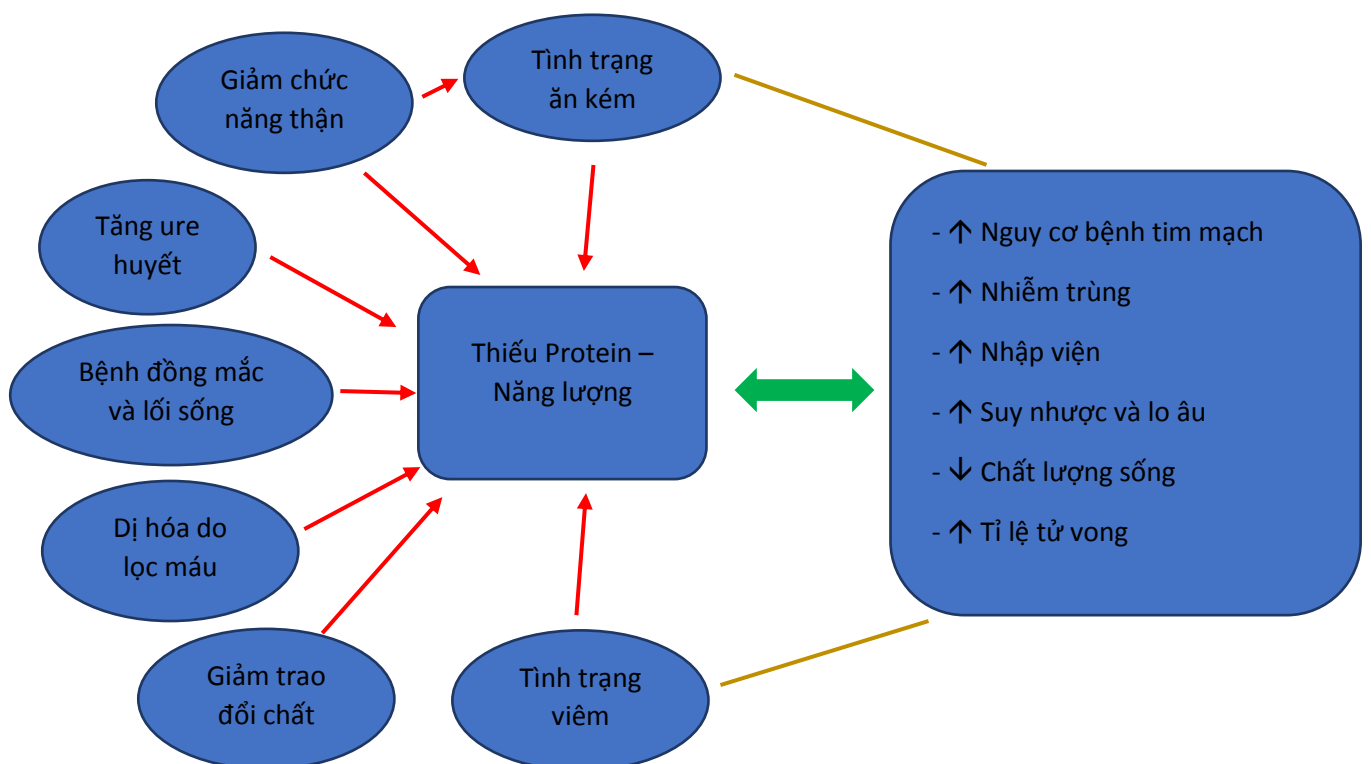 Giảm chức
năng thận
Tình trạng
ăn kém
Tăng ure
huyết
Bệnh đồng mắc
và lối sống
Dị hóa do
lọc máu
Giảm trao
đổi chất
Tình trạng
viêm
Thiếu Protein –
Năng lượng
- ↑ Nguy cơ bệnh tim mạch
- ↑ Nhiễm trùng
- ↑ Nhập viện
- ↑ Suy nhược và lo âu
- ↓ Chất lượng sống
- ↑ Tỉ lệ tử vong